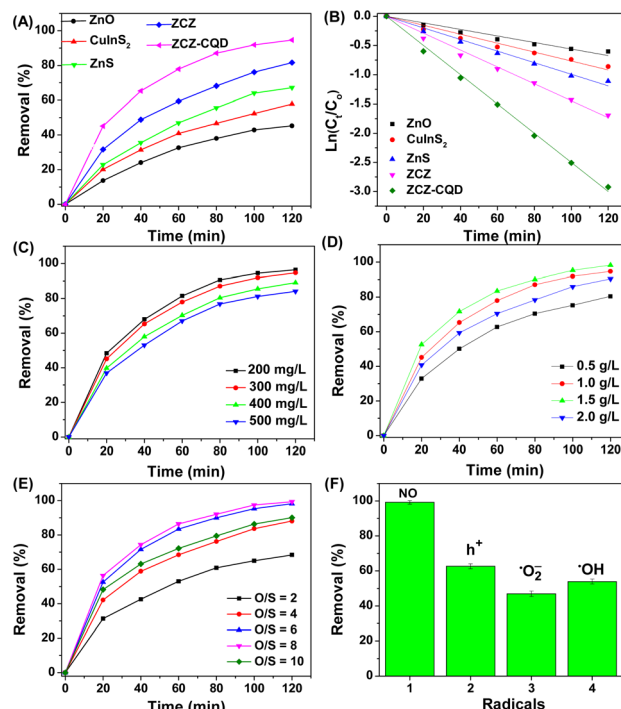 (A)
ZnO
CuInS2
ZnS
ZCZ
ZCZ-CQD
Removal (%)
100
80
60
40
20
0
0 20 40 60 80 100 120
Time (min)
(B)
Ln(Ct/Co)
0.0
-0.5
-1.0
-1.5
-2.0
-2.5
-3.0
ZnO
CuInS2
ZnS
ZCZ
ZCZ-CQD
0 20 40 60 80 100 120
Time (min)
(C)
Removal (%)
100
80
60
40
20
0
200 mg/L
300 mg/L
400 mg/L
500 mg/L
0 20 40 60 80 100 120
Time (min)
(D)
Removal (%)
100
80
60
40
20
0
0.5 g/L
1.0 g/L
1.5 g/L
2.0 g/L
0 20 40 60 80 100 120
Time (min)
(E)
Removal (%)
100
80
60
40
20
0
O/S = 2
O/S = 4
O/S = 6
O/S = 8
O/S = 10
0 20 40 60 80 100 120
Time (min)
(F)
Removal (%)
100
80
60
40
20
0
NO
h+
·O2−
·OH
1 2 3 4
Radicals